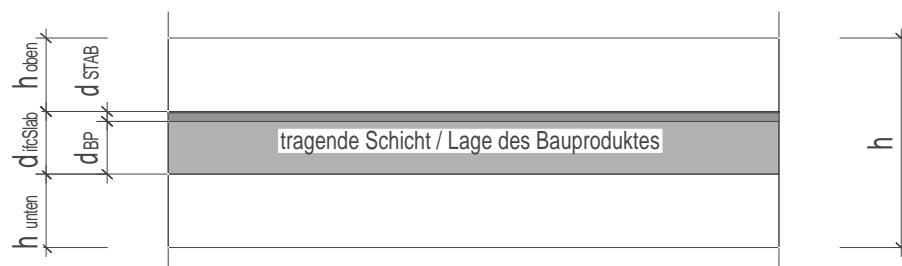 h oben
d STAB
d ifcSlab
d BP
tragende Schicht / Lage des Bauproduktes
h unten
h